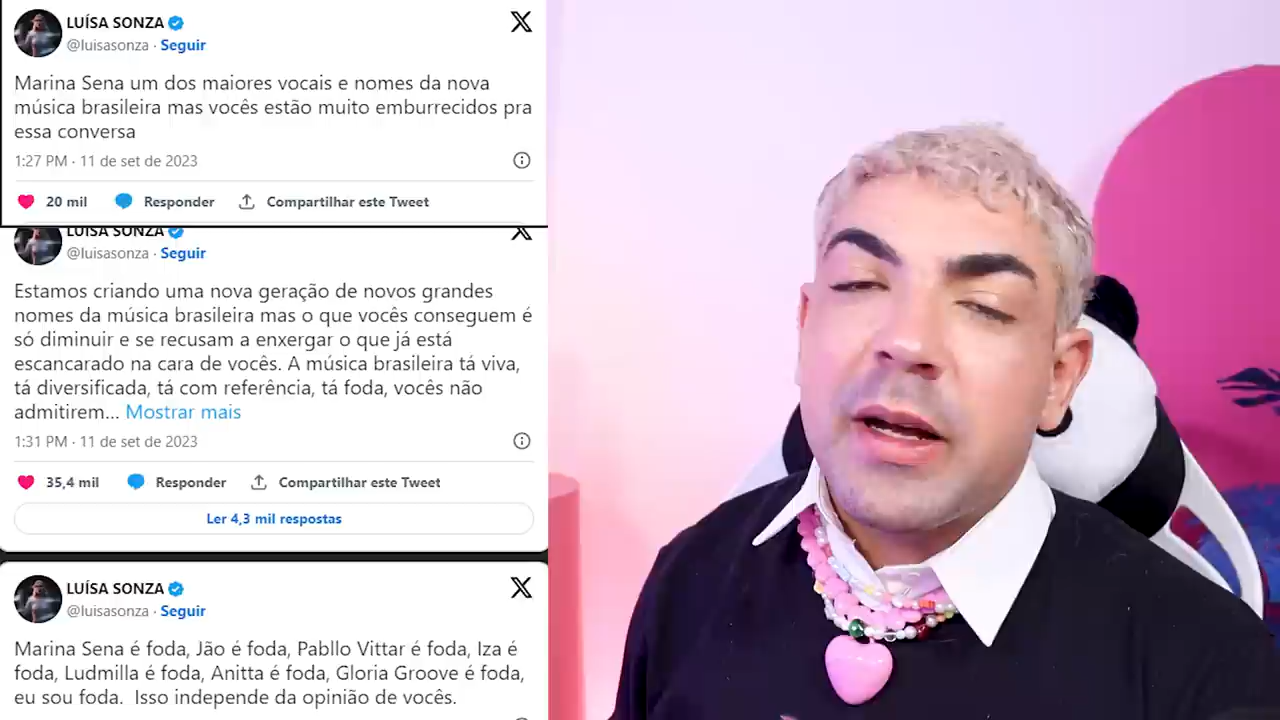 LUÍSA SONZA
@luisasonza · Seguir
Marina Sena um dos maiores vocais e nomes da nova
música brasileira mas vocês estão muito emburrecidos pra
essa conversa
1:27 PM · 11 de set de 2023
20 mil Responder Compartilhar este Tweet
LUÍSA SONZA
@luisasonza · Seguir
Estamos criando uma nova geração de novos grandes
nomes da música brasileira mas o que vocês conseguem é
só diminuir e se recusam a enxergar o que já está
escancarado na cara de vocês. A música brasileira tá viva,
tá diversificada, tá com referência, tá foda, vocês não
admitirem... Mostrar mais
1:31 PM · 11 de set de 2023
35,4 mil Responder Compartilhar este Tweet
Ler 4,3 mil respostas
LUÍSA SONZA
@luisasonza · Seguir
Marina Sena é foda, Jão é foda, Pabllo Vittar é foda, Iza é
foda, Ludmilla é foda, Anitta é foda, Gloria Groove é foda,
eu sou foda.  Isso independe da opinião de vocês.